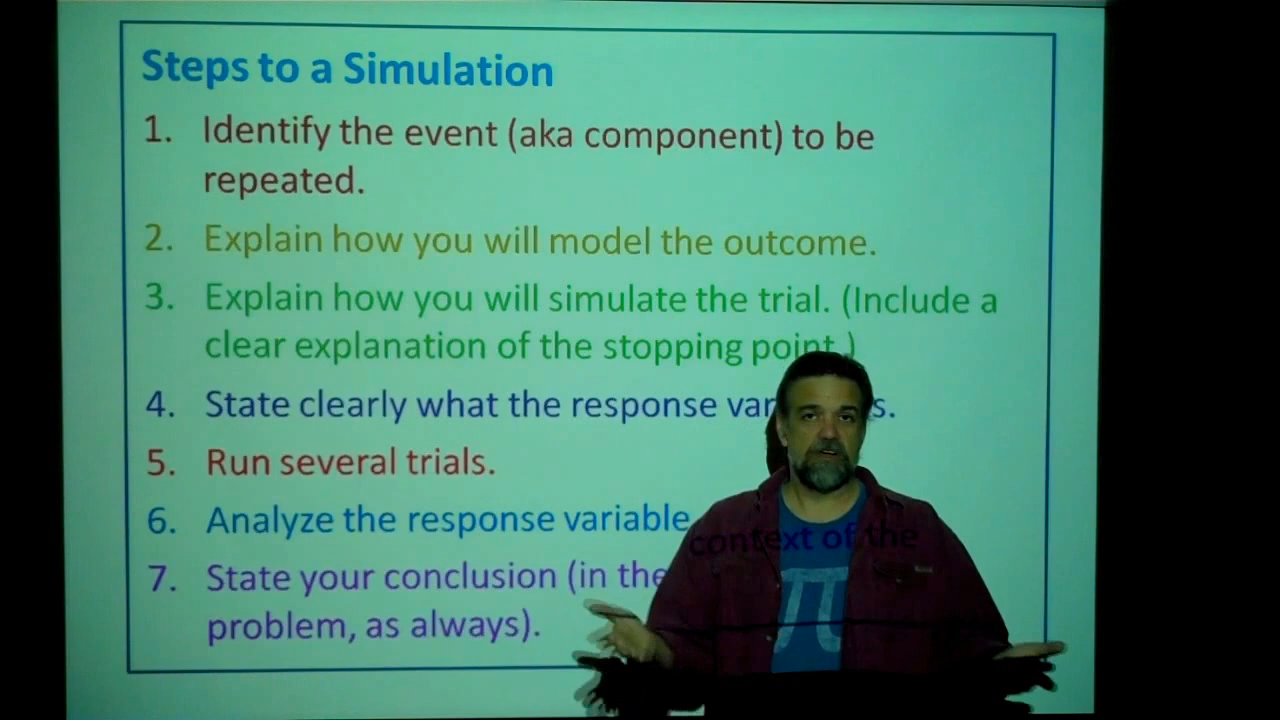 Steps to a Simulation
1. Identify the event (aka component) to be
repeated.
2. Explain how you will model the outcome.
3. Explain how you will simulate the trial. (Include a
clear explanation of the stopping point.)
4. State clearly what the response
5. Run several trials.
6. Analyze the response variable
7. State your conclusion (in the context of the
problem, as always).
π